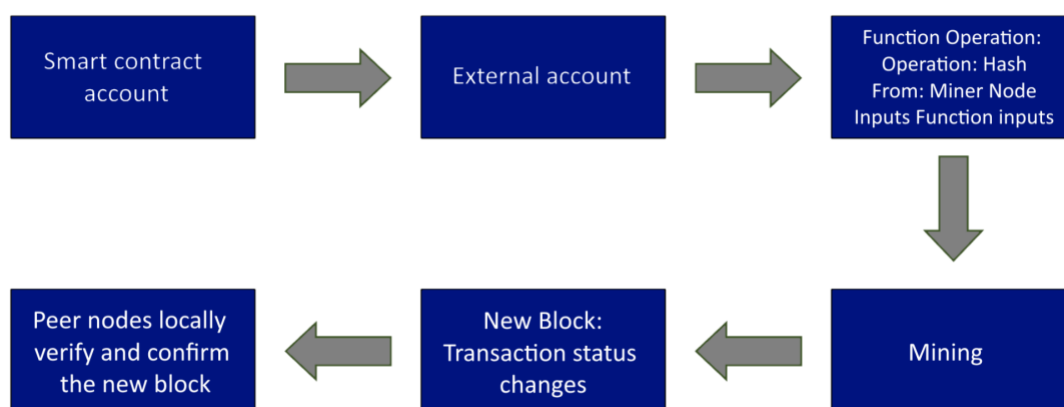 Smart contract
account
External account
Function Operation:
Operation: Hash
From: Miner Node
Inputs Function inputs
Mining
New Block:
Transaction status
changes
Peer nodes locally
verify and confirm
the new block